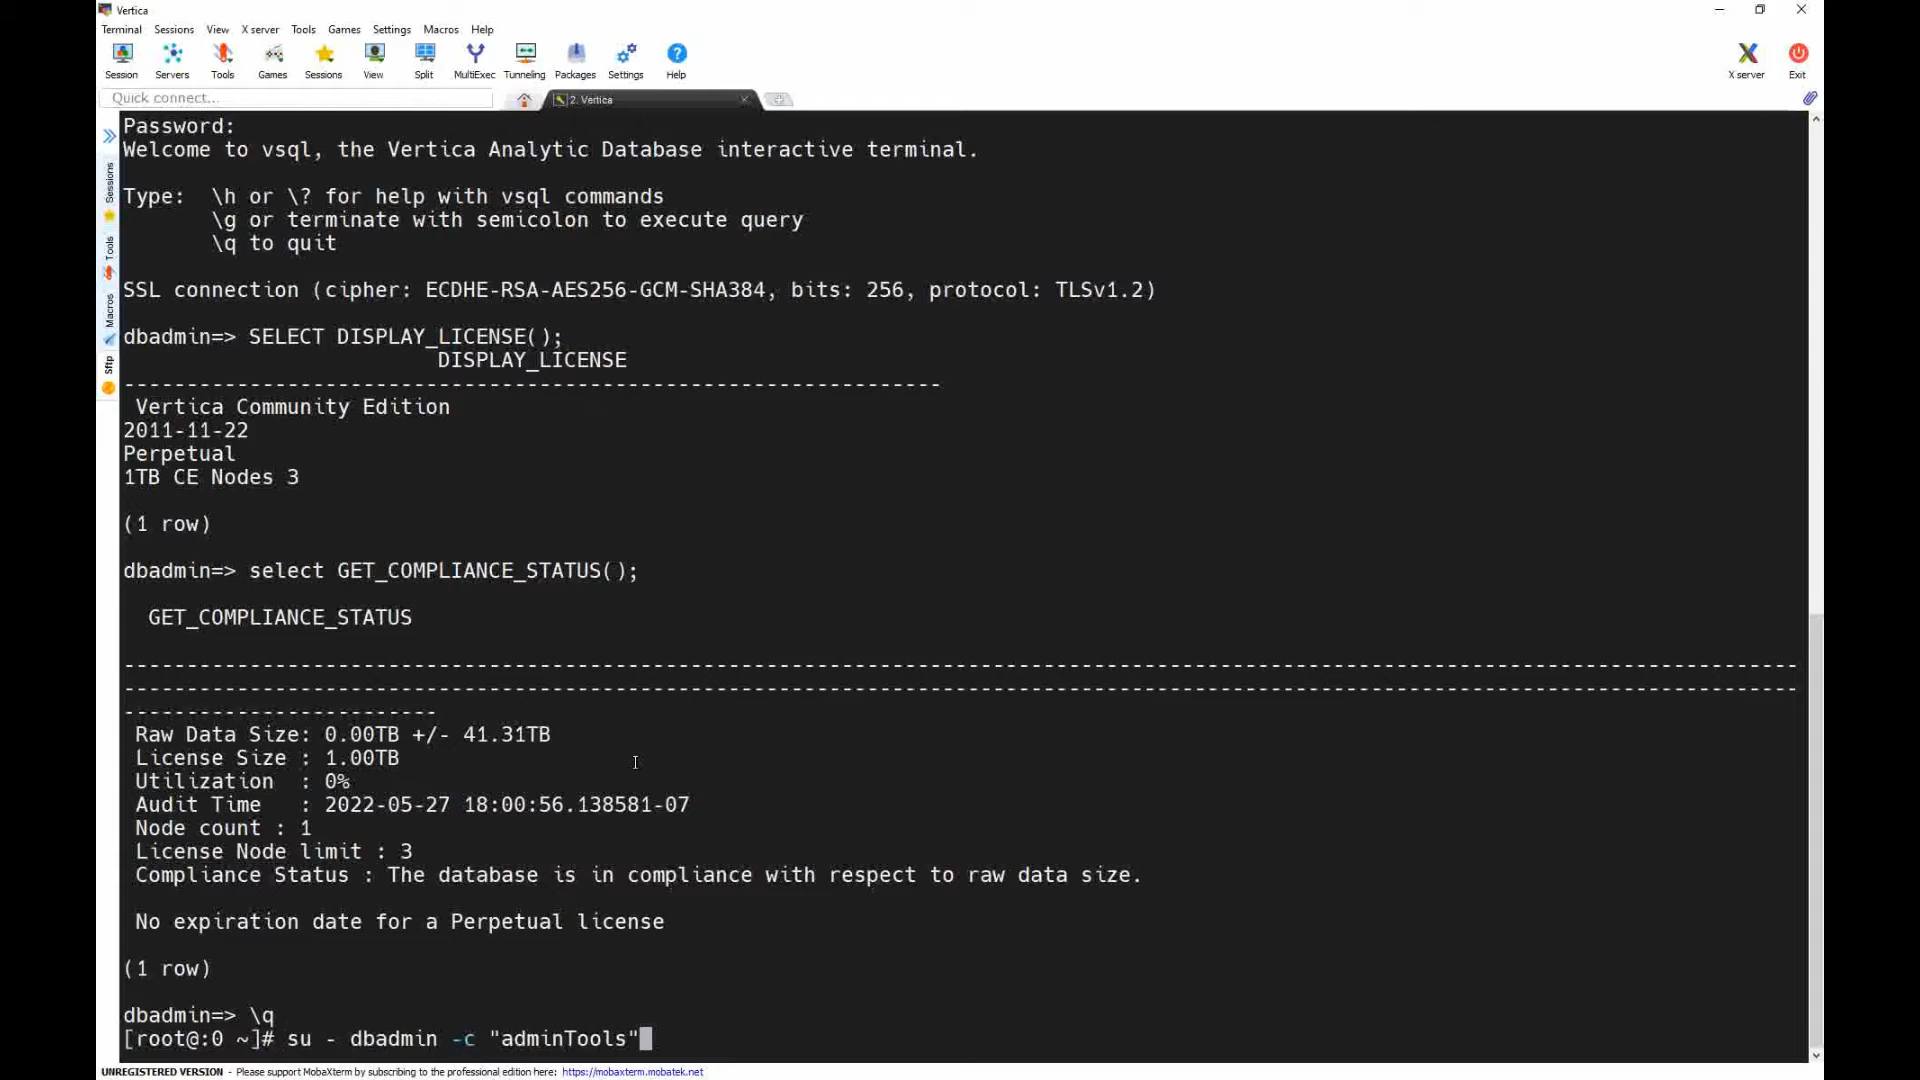 Vertica
Terminal Sessions View X server Tools Games Settings Macros Help
Session Servers Tools Games Sessions View Split MultiExec Tunneling Packages Settings Help X server Exit
Quick connect...
2. Vertica
Sessions
Tools
Macros
Sftp
Password:
Welcome to vsql, the Vertica Analytic Database interactive terminal.
Type:  \h or \? for help with vsql commands
\g or terminate with semicolon to execute query
\q to quit
SSL connection (cipher: ECDHE-RSA-AES256-GCM-SHA384, bits: 256, protocol: TLSv1.2)
dbadmin=> SELECT DISPLAY_LICENSE();
DISPLAY_LICENSE
-----------------------------------------------------------------
Vertica Community Edition
2011-11-22
Perpetual
1TB CE Nodes 3
(1 row)
dbadmin=> select GET_COMPLIANCE_STATUS();
GET_COMPLIANCE_STATUS
-------------------------------------------------------------------------------------------------------------------------------------
-------------------------------------------------------------------------------------------------------------------------------------
-------------------------
Raw Data Size: 0.00TB +/- 41.31TB
License Size : 1.00TB
Utilization  : 0%
Audit Time   : 2022-05-27 18:00:56.138581-07
Node count : 1
License Node limit : 3
Compliance Status : The database is in compliance with respect to raw data size.
No expiration date for a Perpetual license
(1 row)
dbadmin=> \q
[root@:0 ~]# su - dbadmin -c "adminTools"
UNREGISTERED VERSION - Please support MobaXterm by subscribing to the professional edition here: https://mobaxterm.mobatek.net